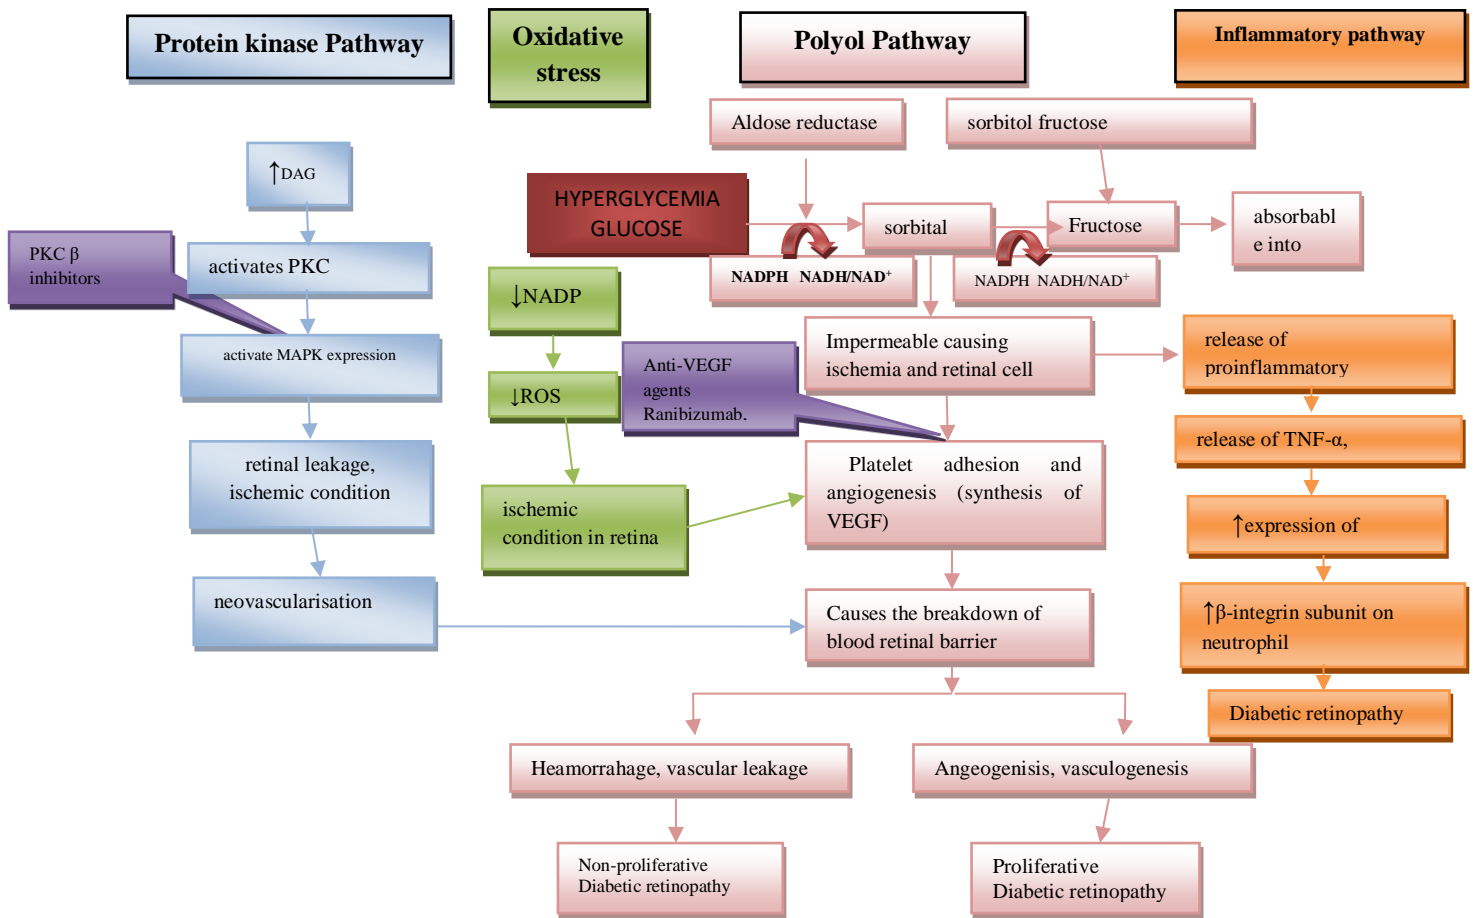 Protein kinase Pathway
Oxidative
stress
Polyol Pathway
Inflammatory pathway
Aldose reductase
sorbitol fructose
↑DAG
HYPERGLYCEMIA
GLUCOSE
sorbital
Fructose
absorbabl
e into
PKC β
inhibitors
activates PKC
NADPH NADH/NAD⁺
NADPH NADH/NAD⁺
↓NADP
activate MAPK expression
Impermeable causing
ischemia and retinal cell
release of
proinflammatory
Anti-VEGF
agents
Ranibizumab.
↓ROS
release of TNF-α,
retinal leakage,
ischemic condition
Platelet adhesion and
angiogenesis (synthesis of
VEGF)
ischemic
condition in retina
↑expression of
neovascularisation
Causes the breakdown of
blood retinal barrier
↑β-integrin subunit on
neutrophil
Diabetic retinopathy
Heamorrahage, vascular leakage
Angeogenisis, vasculogenesis
Non-proliferative
Diabetic retinopathy
Proliferative
Diabetic retinopathy